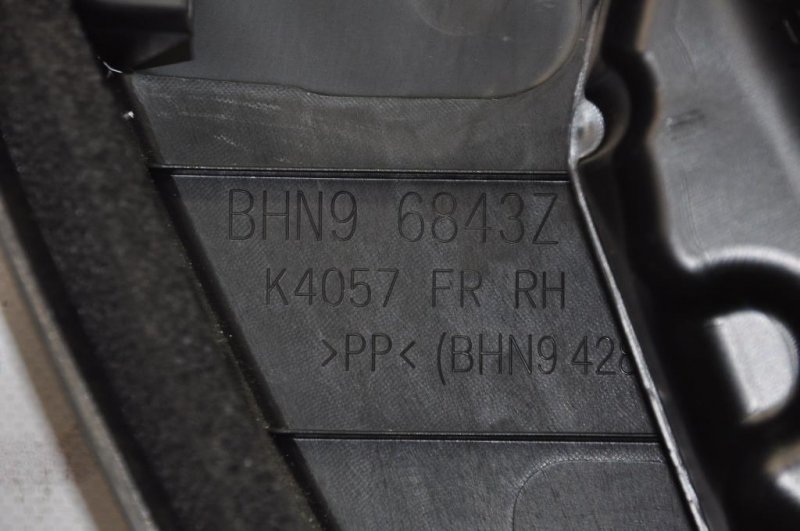 BHN9 6843Z
K4057 FR RH
>PP< (BHN9 428